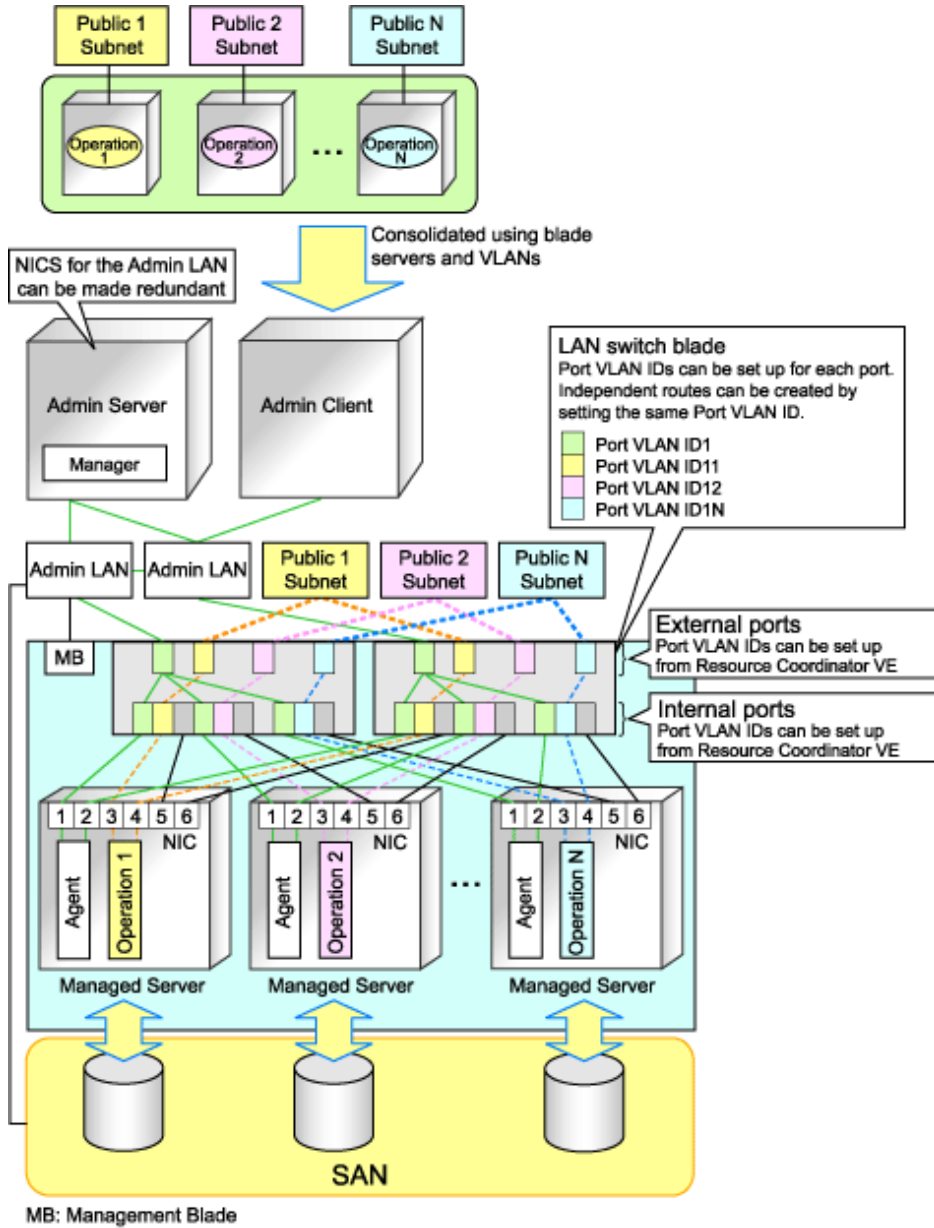 Public 1
Subnet
Public 2
Subnet
Public N
Subnet
Operation
1
Operation
2
...
Operation
N
Consolidated using blade
servers and VLANs
NICS for the Admin LAN
can be made redundant
Admin Server
Manager
Admin Client
LAN switch blade
Port VLAN IDs can be set up for each port.
Independent routes can be created by
setting the same Port VLAN ID.
Port VLAN ID1
Port VLAN ID11
Port VLAN ID12
Port VLAN ID1N
Admin LAN
Admin LAN
Public 1
Subnet
Public 2
Subnet
Public N
Subnet
MB
External ports
Port VLAN IDs can be set up
from Resource Coordinator VE
Internal ports
Port VLAN IDs can be set up
from Resource Coordinator VE
1 2 3 4 5 6
NIC
Agent
Operation 1
Managed Server
1 2 3 4 5 6
NIC
Agent
Operation 2
Managed Server
...
1 2 3 4 5 6
NIC
Agent
Operation N
Managed Server
SAN
MB: Management Blade